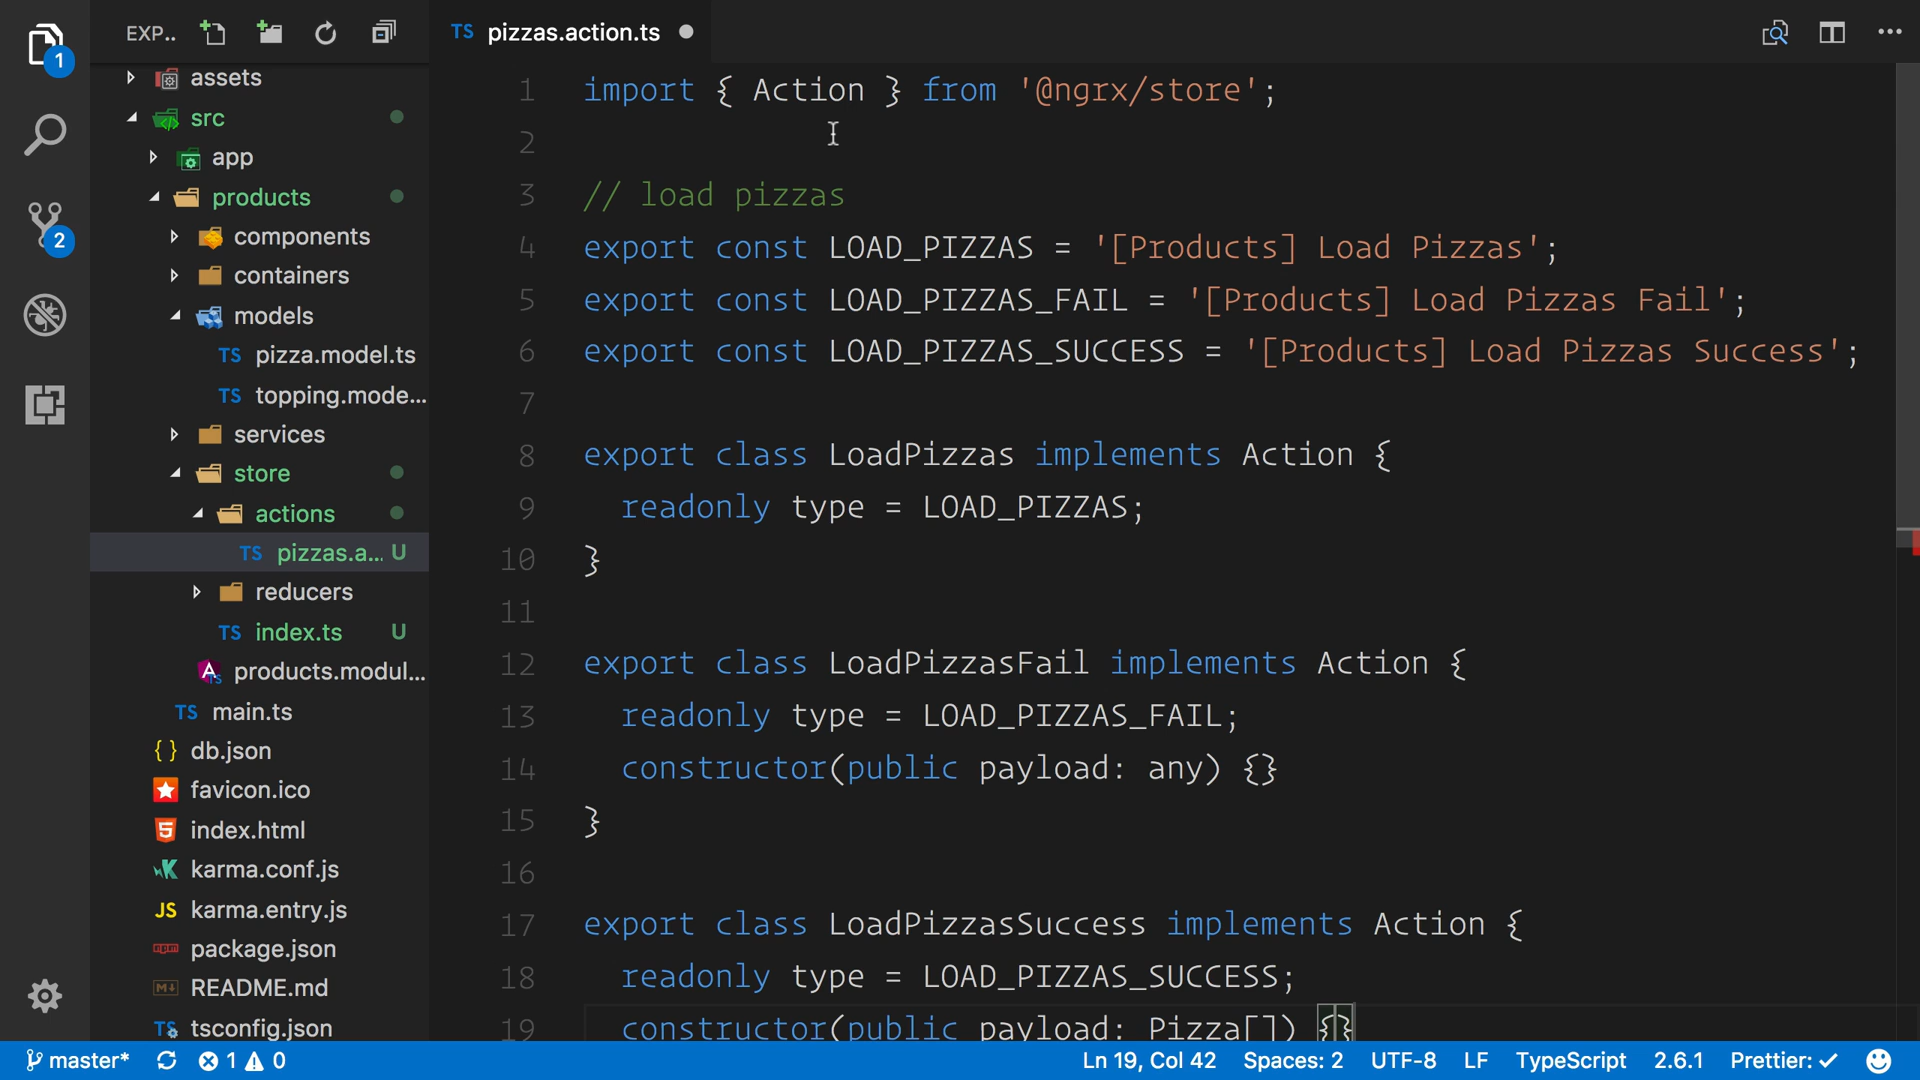 EXP..
TS pizzas.action.ts
1
2
assets
src
app
products
components
containers
models
TS pizza.model.ts
TS topping.mode...
services
store
actions
TS pizzas.a... U
reducers
TS index.ts U
products.modul...
TS main.ts
{ } db.json
favicon.ico
5 index.html
K karma.conf.js
JS karma.entry.js
npm package.json
M README.md
TS tsconfig.json
1 import { Action } from '@ngrx/store';
2
3 // load pizzas
4 export const LOAD_PIZZAS = '[Products] Load Pizzas';
5 export const LOAD_PIZZAS_FAIL = '[Products] Load Pizzas Fail';
6 export const LOAD_PIZZAS_SUCCESS = '[Products] Load Pizzas Success';
7
8 export class LoadPizzas implements Action {
9 readonly type = LOAD_PIZZAS;
10 }
11
12 export class LoadPizzasFail implements Action {
13 readonly type = LOAD_PIZZAS_FAIL;
14 constructor(public payload: any) {}
15 }
16
17 export class LoadPizzasSuccess implements Action {
18 readonly type = LOAD_PIZZAS_SUCCESS;
19 constructor(public payload: Pizza[]) {}
master* 1 0 Ln 19, Col 42 Spaces: 2 UTF-8 LF TypeScript 2.6.1 Prettier: ✓